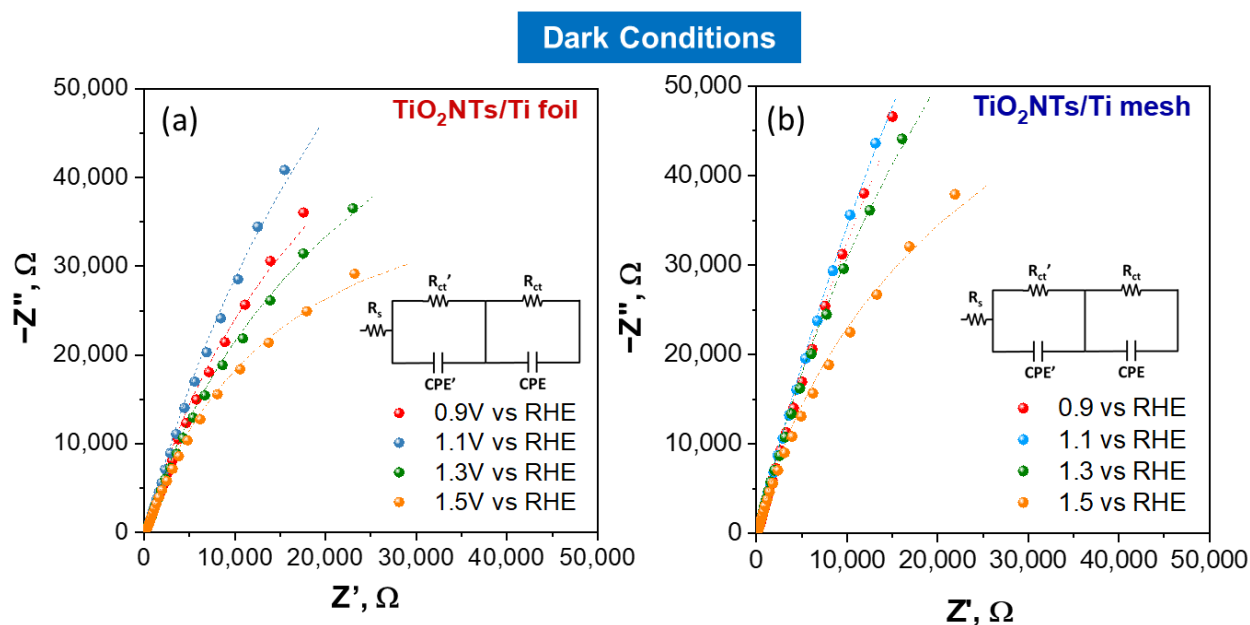 Dark Conditions
(a)
TiO₂NTs/Ti foil
50,000
40,000
30,000
20,000
10,000
0
–Z", Ω
0 10,000 20,000 30,000 40,000 50,000
Z’, Ω
Rs
Rct’
Rct
CPE’
CPE
0.9V vs RHE
1.1V vs RHE
1.3V vs RHE
1.5V vs RHE
(b)
TiO₂NTs/Ti mesh
50,000
40,000
30,000
20,000
10,000
0
–Z", Ω
0 10,000 20,000 30,000 40,000 50,000
Z', Ω
Rs
Rct’
Rct
CPE’
CPE
0.9 vs RHE
1.1 vs RHE
1.3 vs RHE
1.5 vs RHE